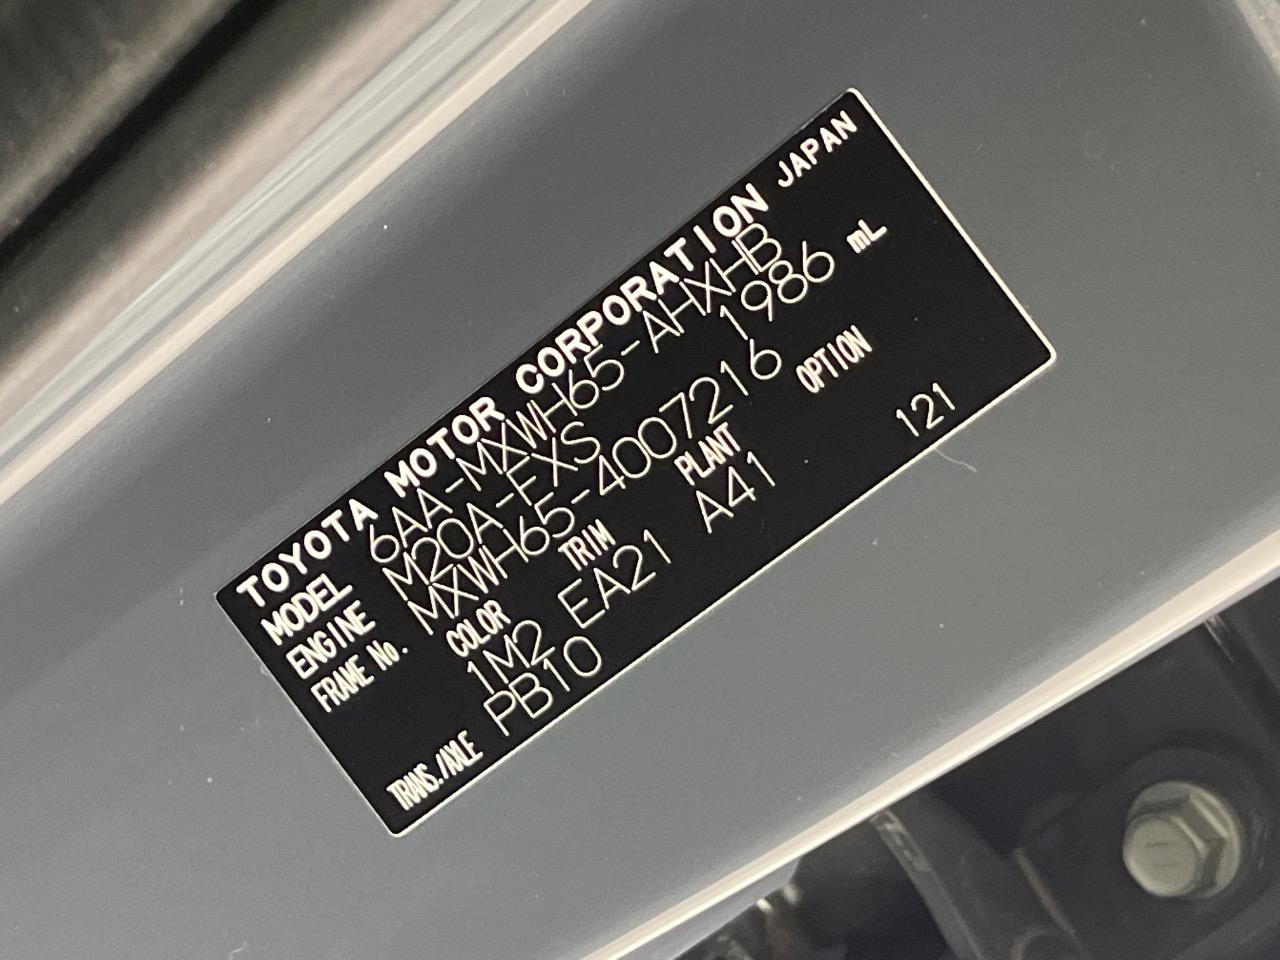 TOYOTA MOTOR CORPORATION JAPAN
MODEL 6AA-MXWH65-AHXHB
ENGINE M20A-FXS 1986 mL
FRAME No. MXWH65-4007216
COLOR TRIM PLANT OPTION
1M2 EA21 A41 121
TRANS./AXLE PB10